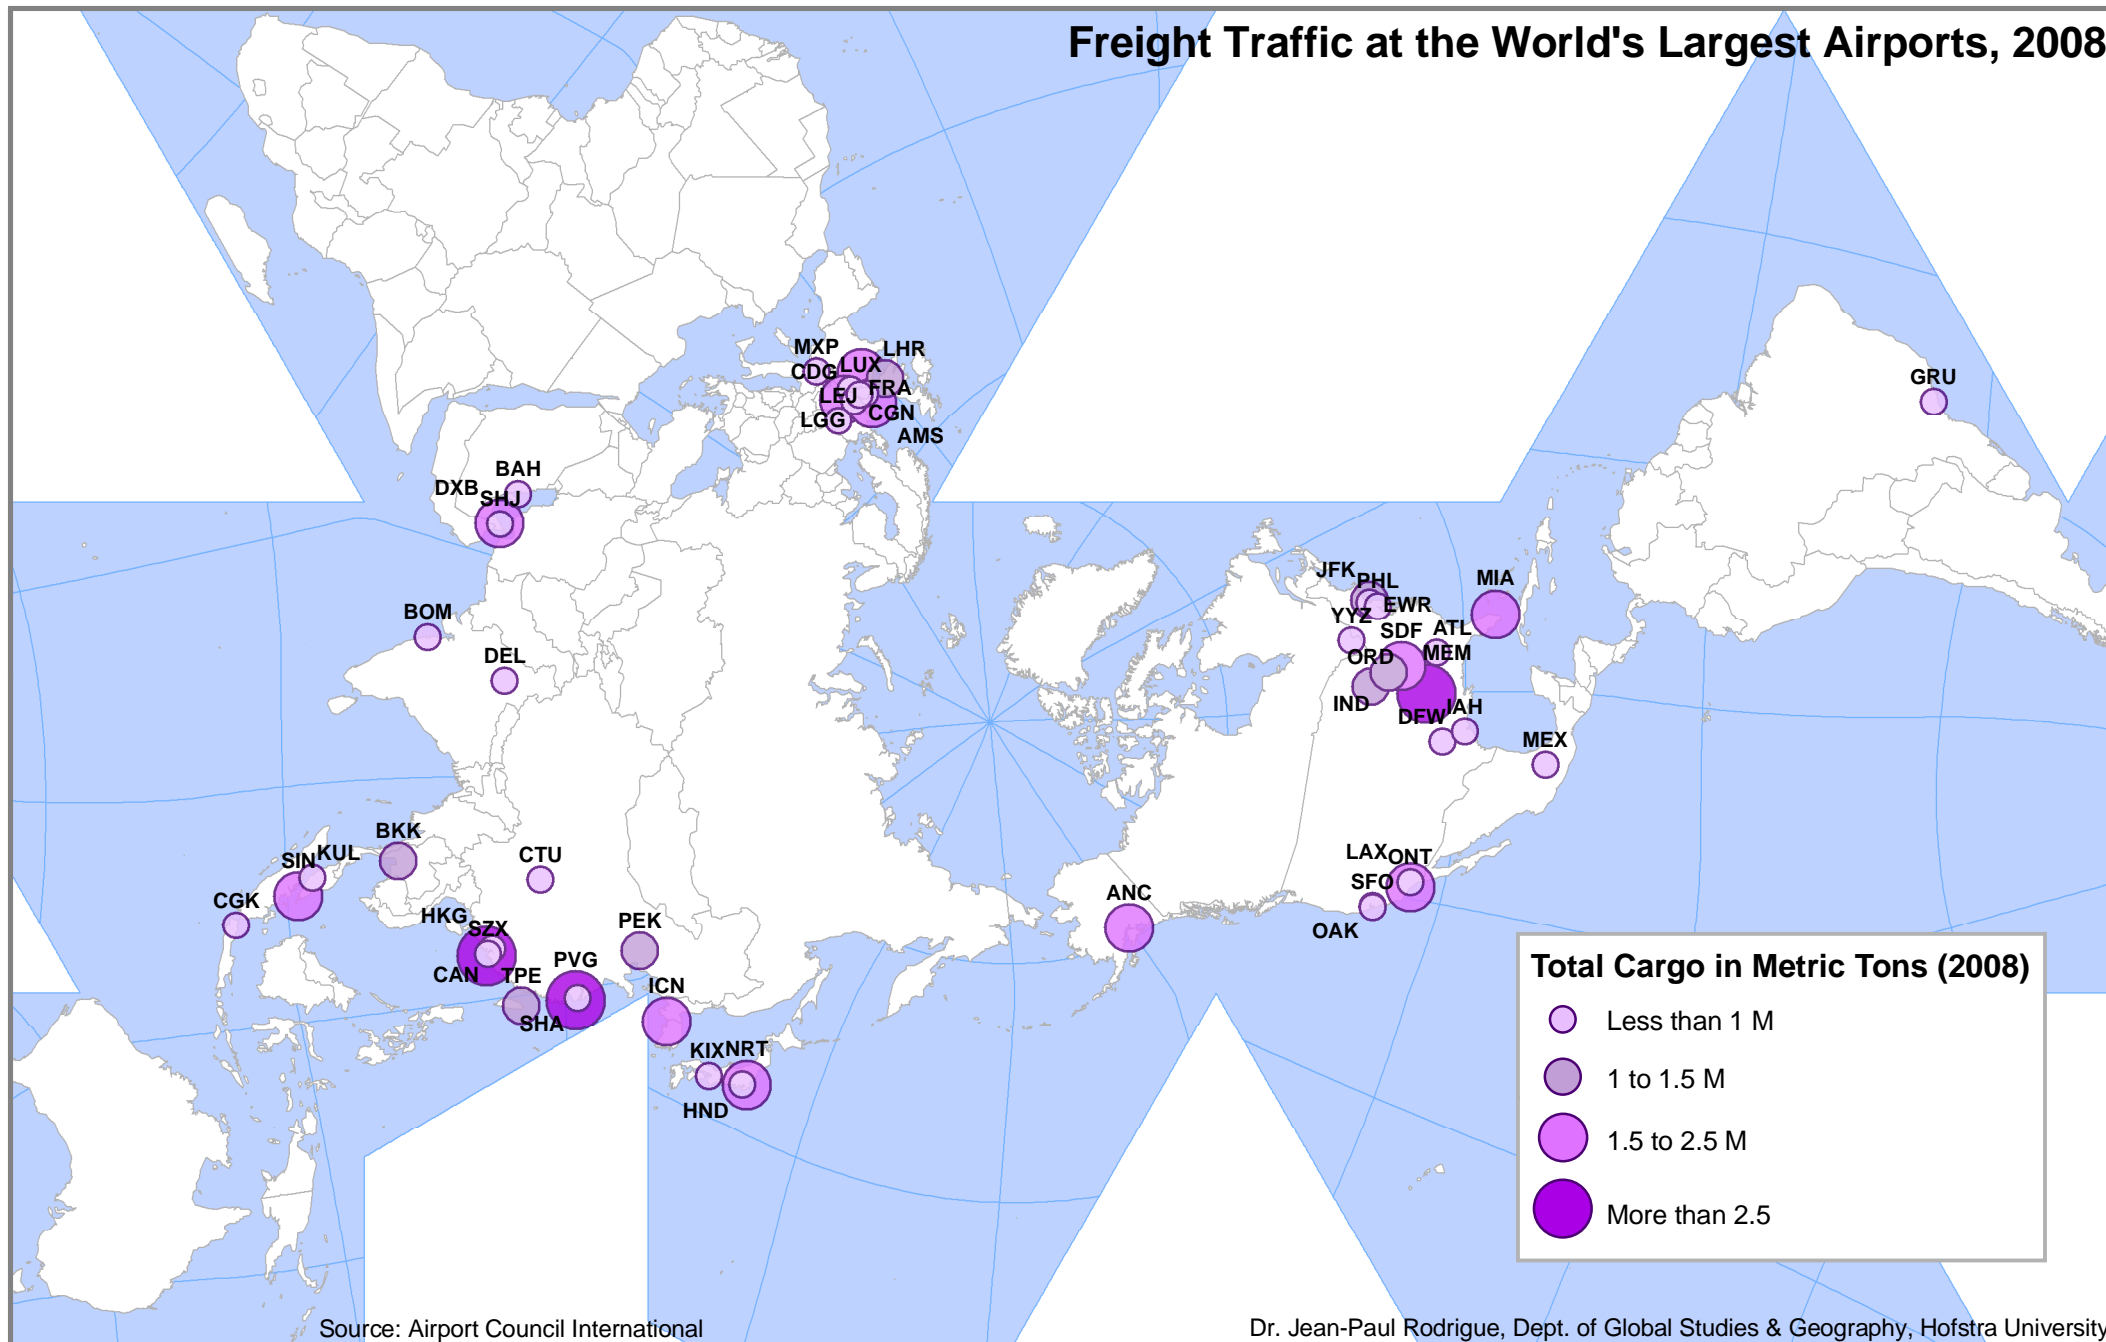 Freight Traffic at the World's Largest Airports, 2008
MXP
LHR
CDG
LUX
FRA
LEJ
CGN
LGG
AMS
GRU
BAH
DXB
SHJ
BOM
DEL
JFK
PHL
MIA
YYZ
EWR
SDF
ATL
ORD
MEM
IND
DFW
IAH
MEX
BKK
SIN
KUL
CTU
CGK
HKG
SZX
PEK
CAN
TPE
PVG
SHA
ICN
KIX
NRT
HND
ANC
LAX
ONT
SFO
OAK
Total Cargo in Metric Tons (2008)
Less than 1 M
1 to 1.5 M
1.5 to 2.5 M
More than 2.5
Source: Airport Council International
Dr. Jean-Paul Rodrigue, Dept. of Global Studies & Geography, Hofstra University